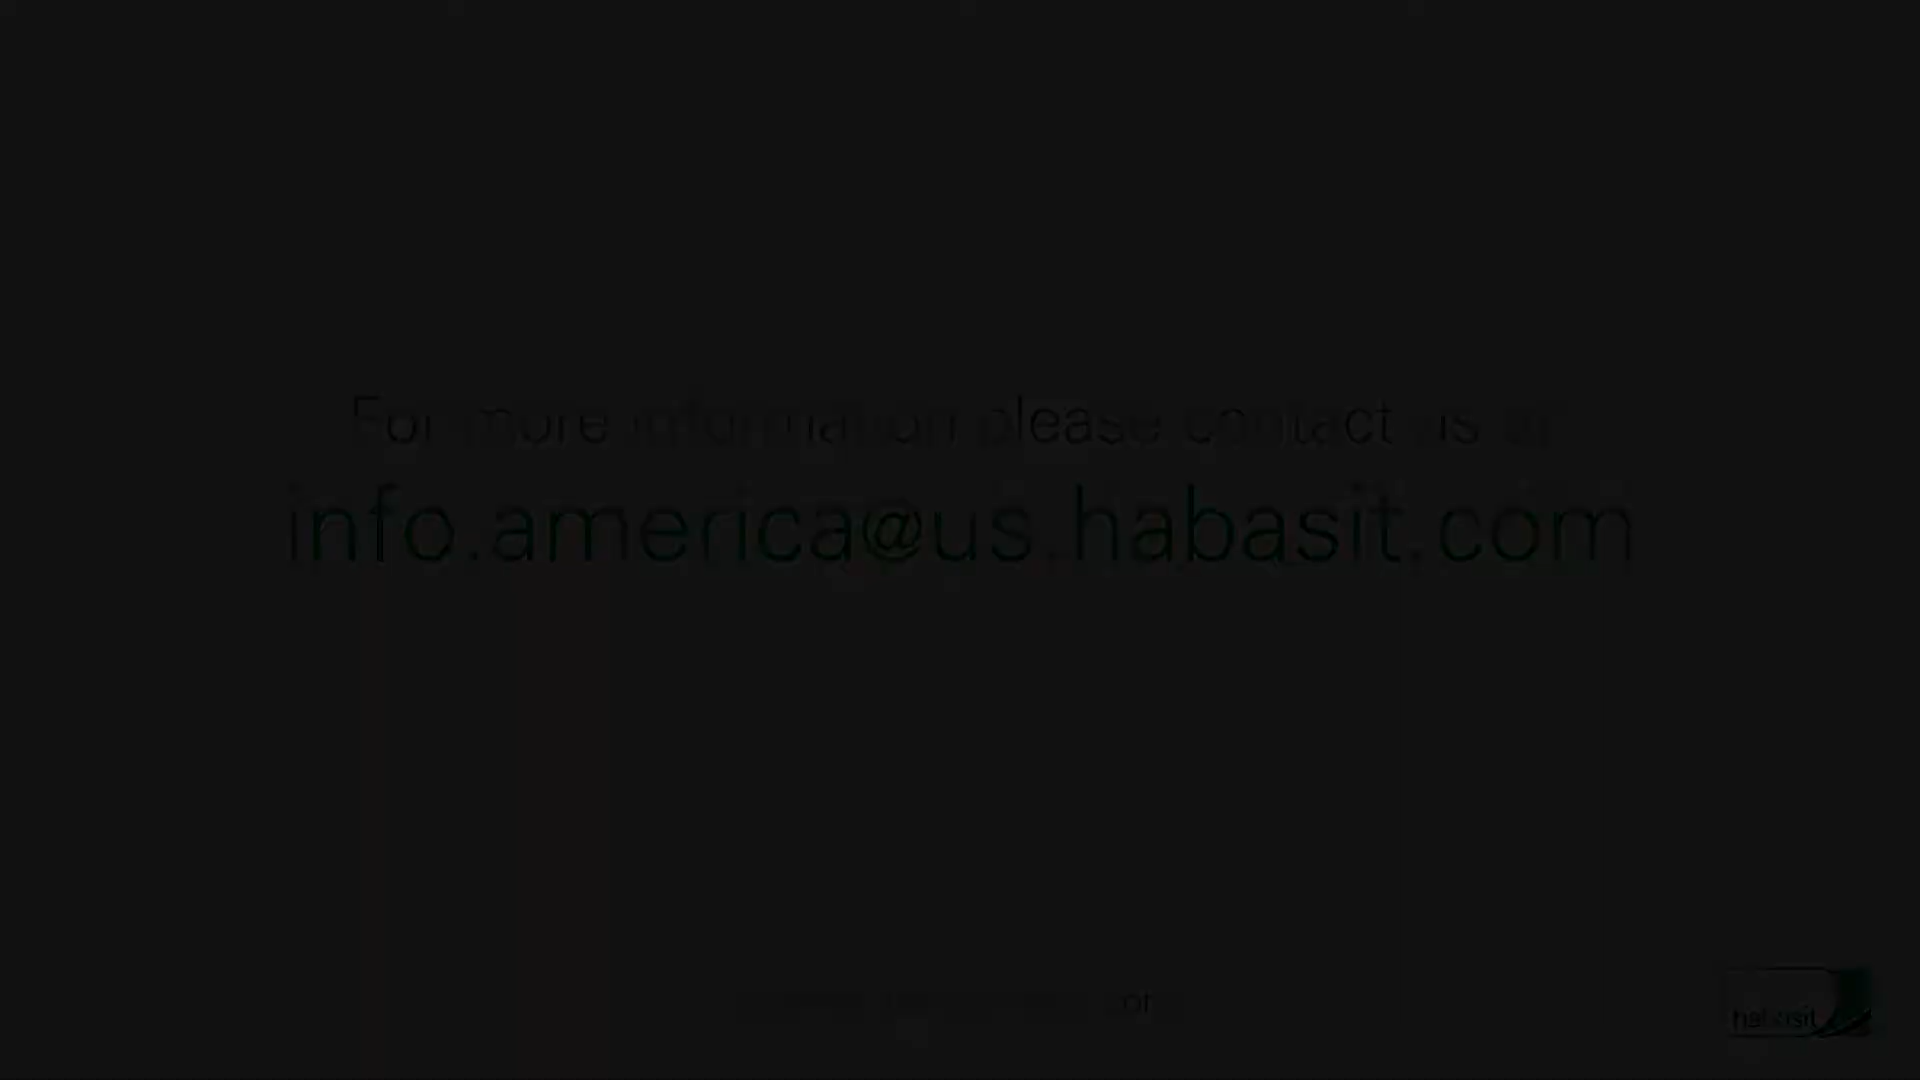 For more information please contact us at
info.america@us.habasit.com
habasit